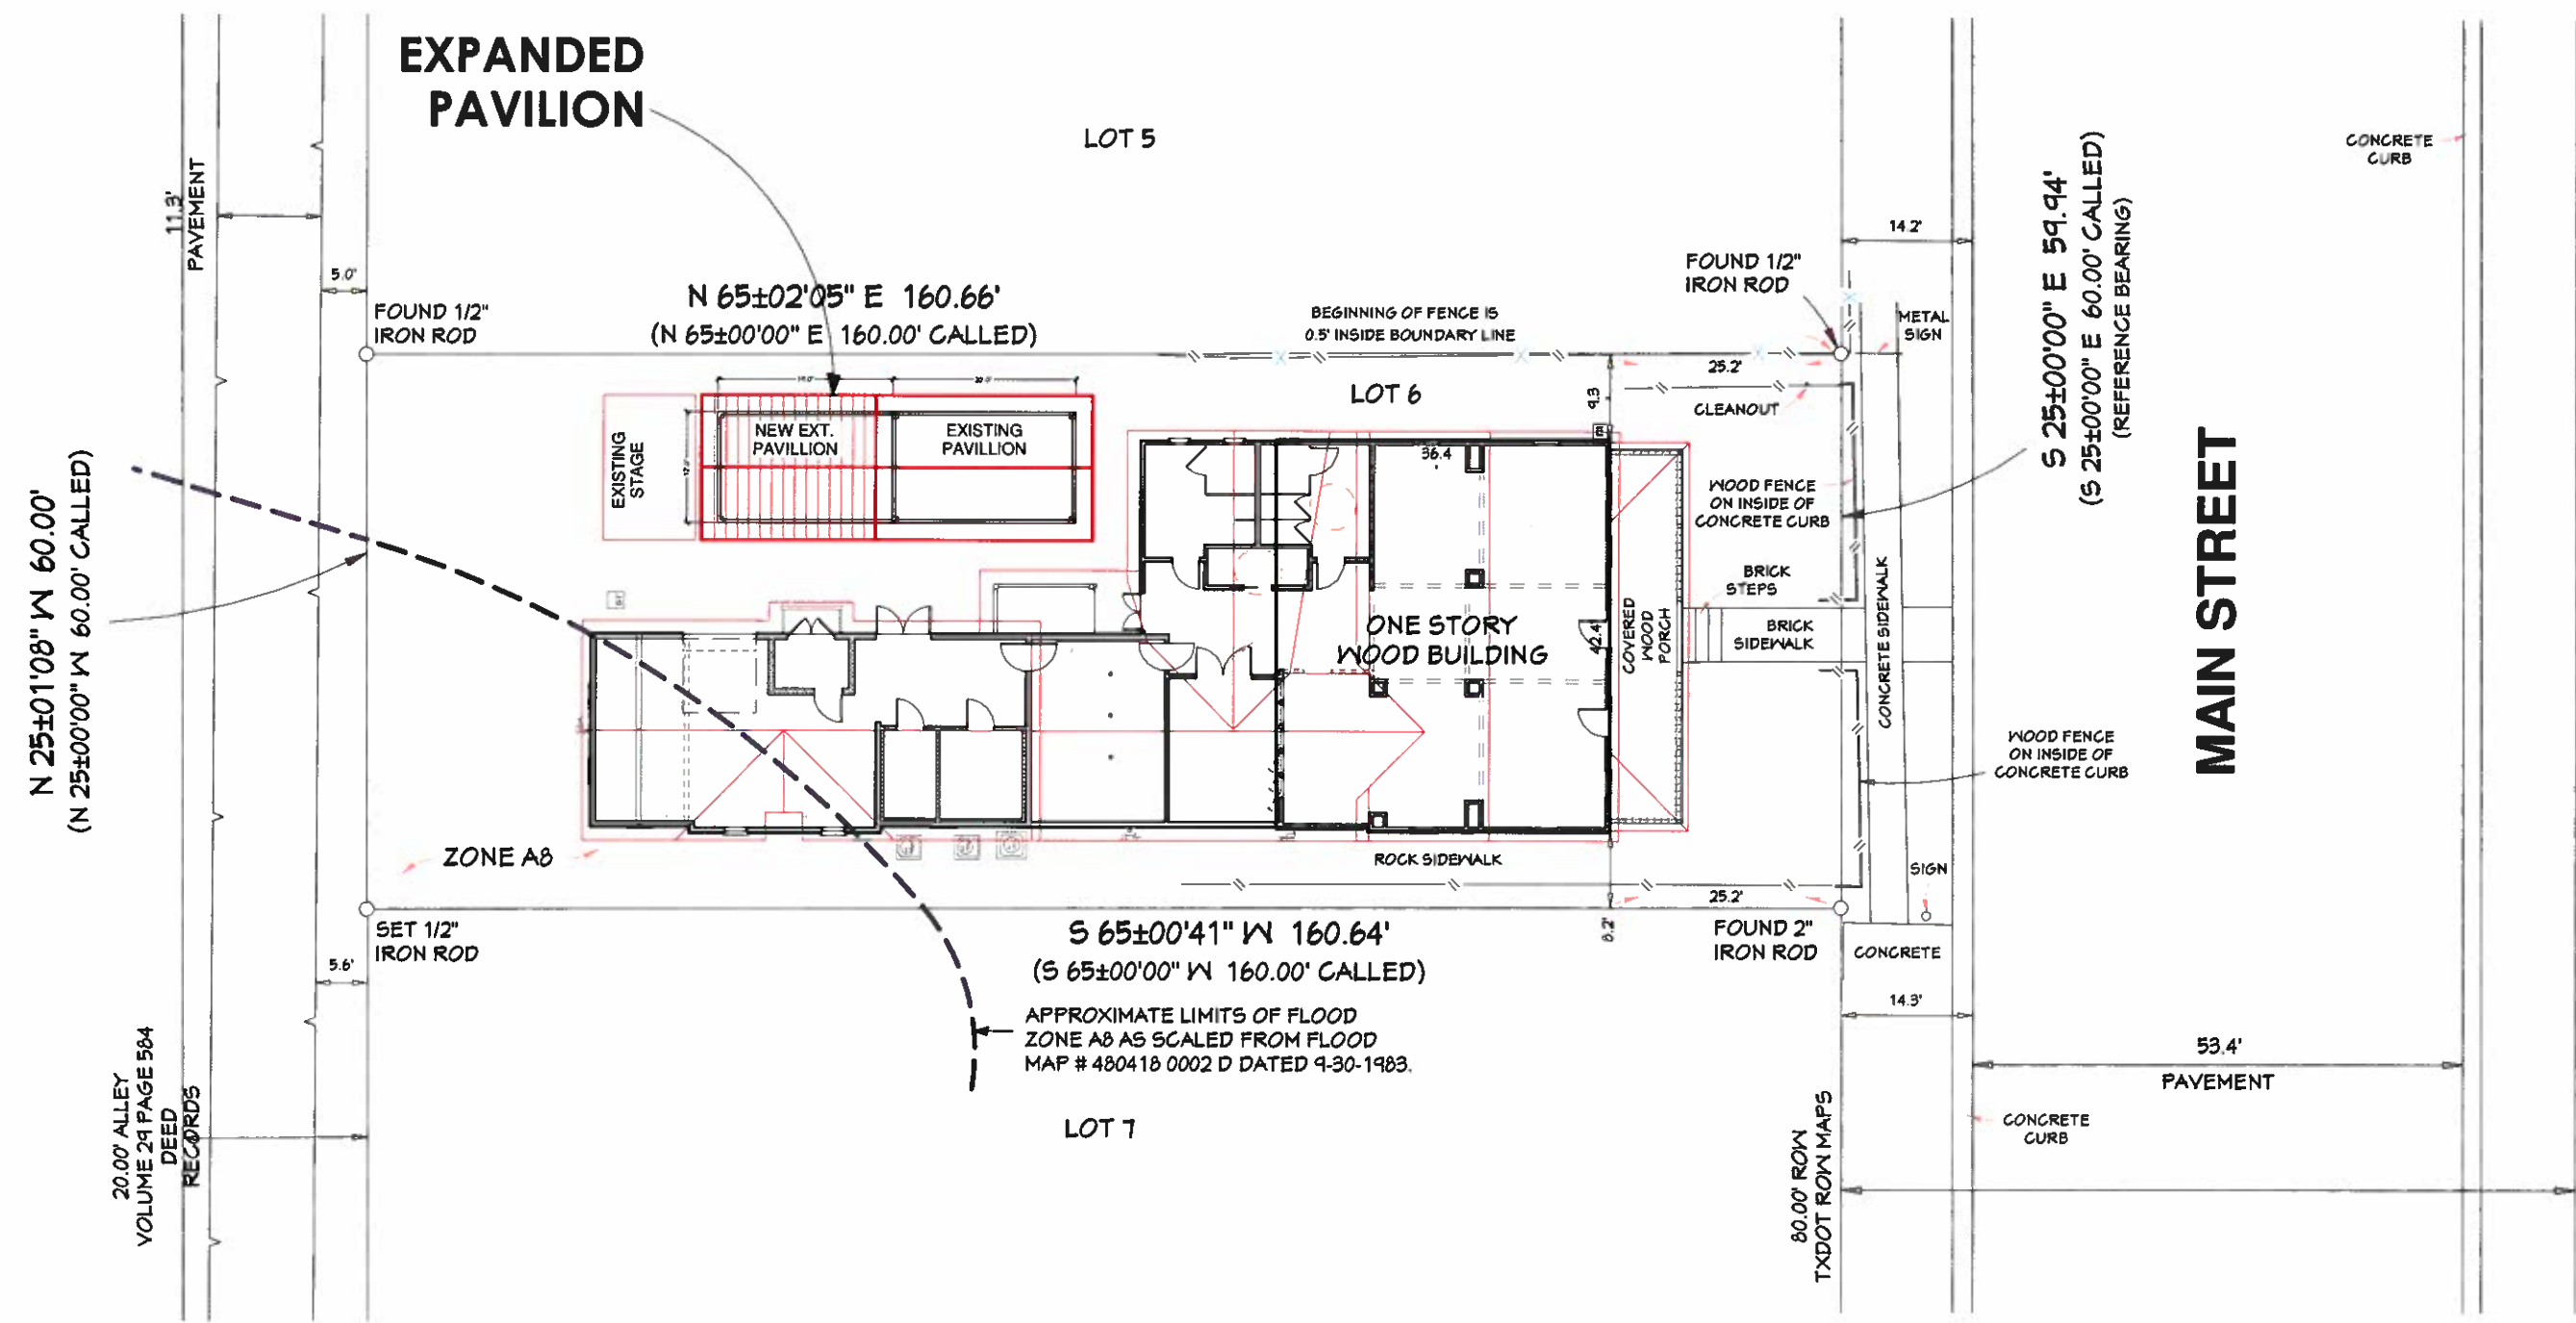 EXPANDED
PAVILION
LOT 5
CONCRETE
CURB
11.3'
PAVEMENT
14.2'
5.0'
FOUND 1/2"
IRON ROD
N 65±02'05" E 160.66'
(N 65±00'00" E 160.00' CALLED)
BEGINNING OF FENCE IS
0.5' INSIDE BOUNDARY LINE
FOUND 1/2"
IRON ROD
METAL
SIGN
S 25±00'00" E 59.94'
(S 25±00'00" E 60.00' CALLED)
(REFERENCE BEARING)
25.2'
LOT 6
9.3
CLEANOUT
EXISTING
STAGE
NEW EXT.
PAVILLION
EXISTING
PAVILLION
36.4
WOOD FENCE
ON INSIDE OF
CONCRETE CURB
MAIN STREET
N 25±01'08" W 60.00'
(N 25±00'00" W 60.00' CALLED)
BRICK
STEPS
ONE STORY
WOOD BUILDING
42.4
COVERED
WOOD
PORCH
BRICK
SIDEWALK
CONCRETE SIDEWALK
WOOD FENCE
ON INSIDE OF
CONCRETE CURB
ZONE A8
ROCK SIDEWALK
SIGN
25.2'
8.2'
SET 1/2"
IRON ROD
S 65±00'41" W 160.64'
(S 65±00'00" W 160.00' CALLED)
FOUND 2"
IRON ROD
CONCRETE
5.6'
14.3'
APPROXIMATE LIMITS OF FLOOD
ZONE A8 AS SCALED FROM FLOOD
MAP # 480418 0002 D DATED 9-30-1983.
53.4'
PAVEMENT
LOT 7
CONCRETE
CURB
20.00' ALLEY
VOLUME 29 PAGE 584
DEED
RECORDS
80.00' ROW
TXDOT ROW MAPS